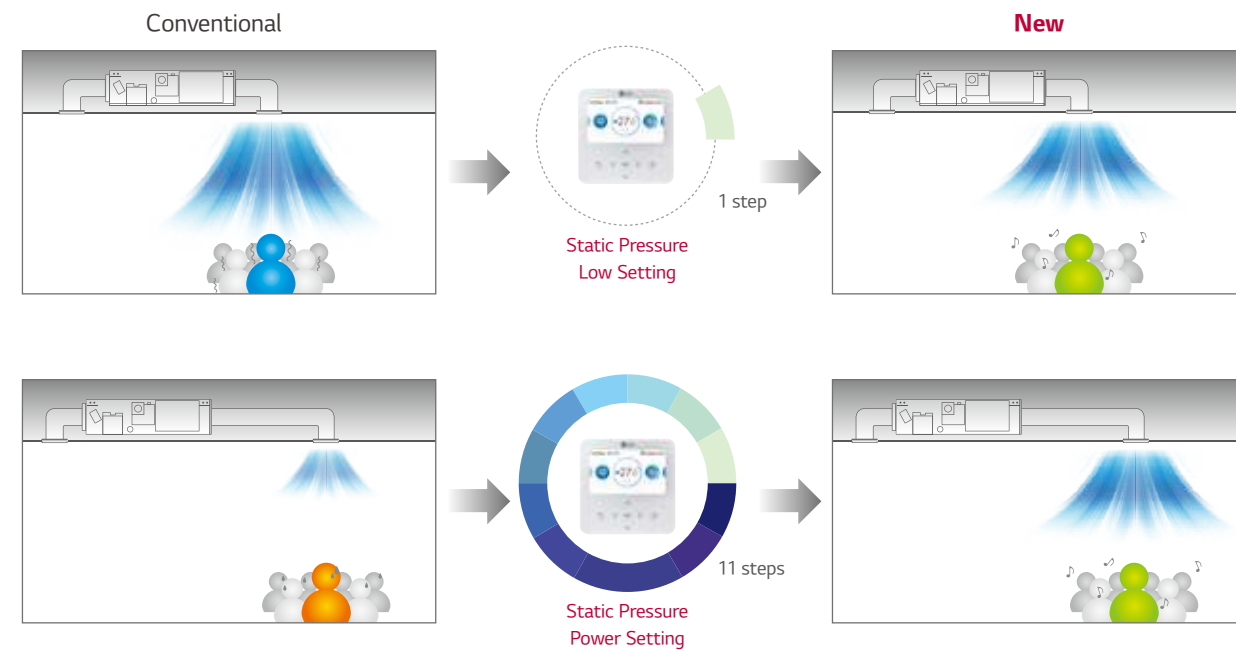 Conventional
New
1 step
Static Pressure
Low Setting
11 steps
Static Pressure
Power Setting